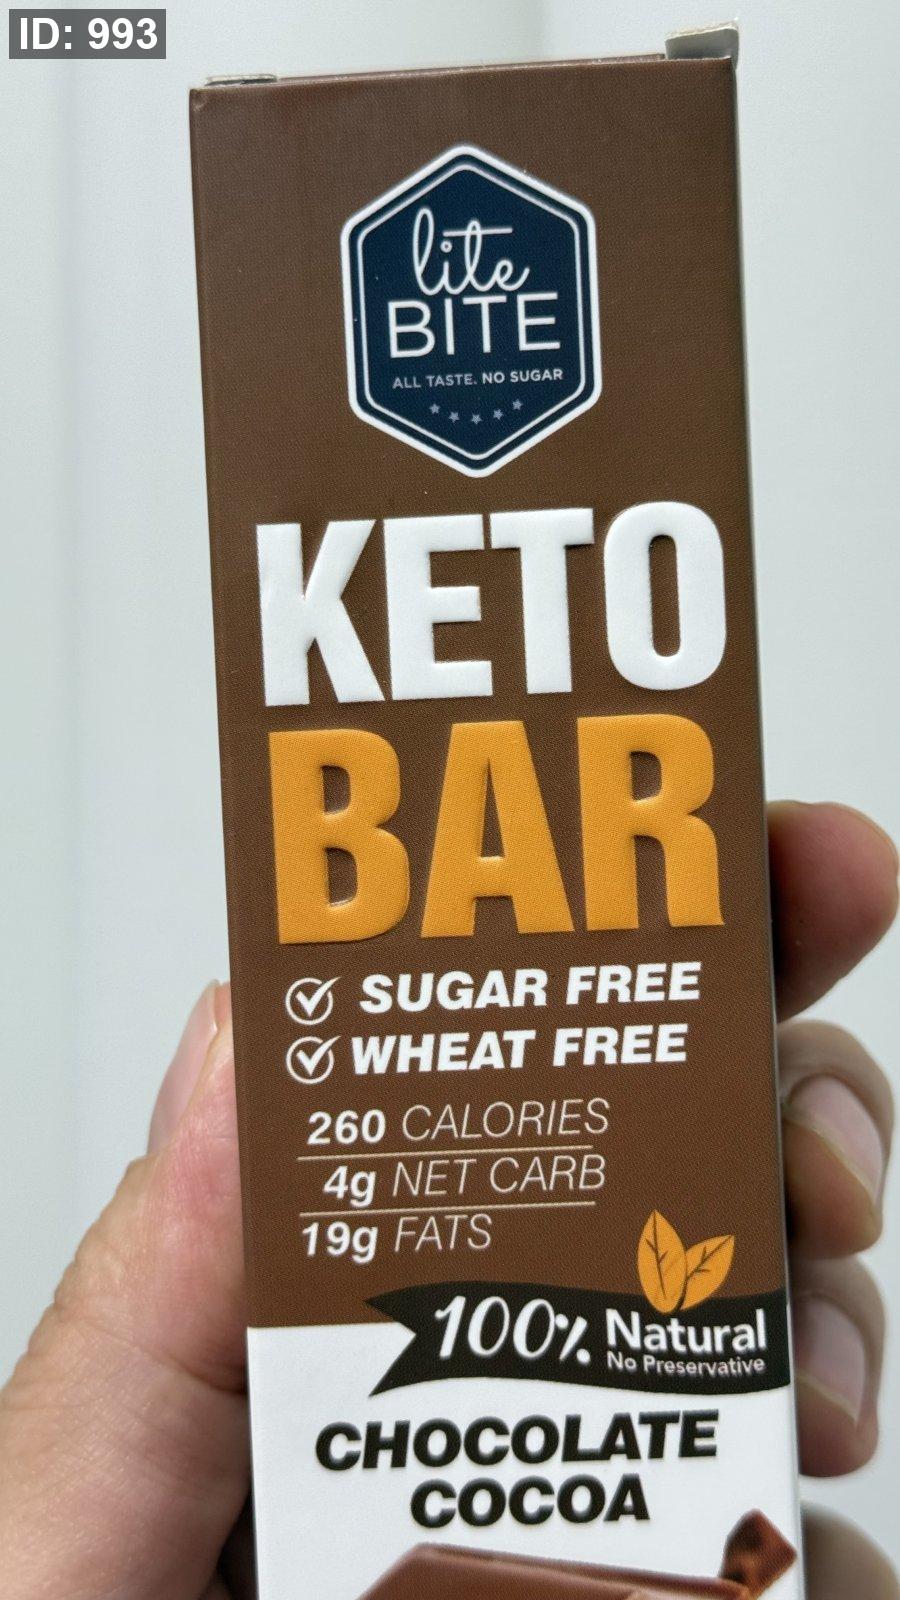 ID: 993
lite
BITE
ALL TASTE. NO SUGAR
KETO
BAR
SUGAR FREE
WHEAT FREE
260 CALORIES
4g NET CARB
19g FATS
100% Natural
No Preservative
CHOCOLATE
COCOA